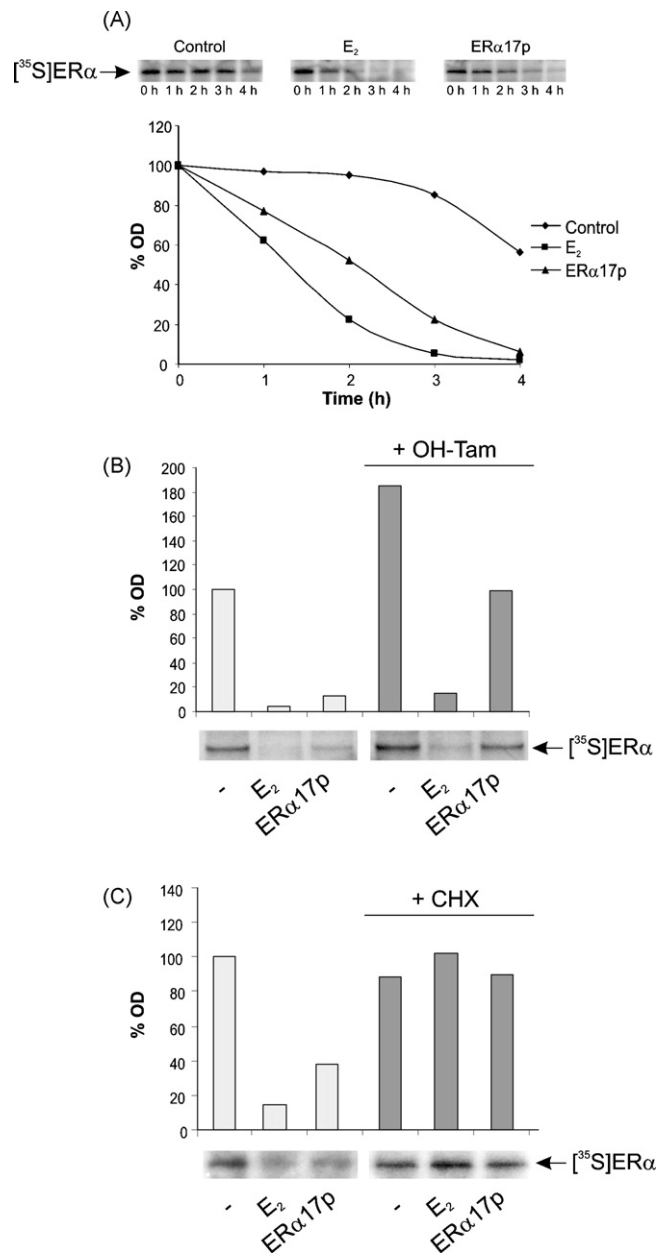 (A)
Control E₂ ERα17p
[³⁵S]ERα
0 h 1 h 2 h 3 h 4 h 0 h 1 h 2 h 3 h 4 h 0 h 1 h 2 h 3 h 4 h
120
100
80
60
40
20
0
% OD
0 1 2 3 4
Time (h)
Control
E₂
ERα17p
(B)
+ OH-Tam
200
180
160
140
120
100
80
60
40
20
0
% OD
[³⁵S]ERα
- E₂ ERα17p - E₂ ERα17p
(C)
+ CHX
140
120
100
80
60
40
20
0
% OD
[³⁵S]ERα
- E₂ ERα17p - E₂ ERα17p